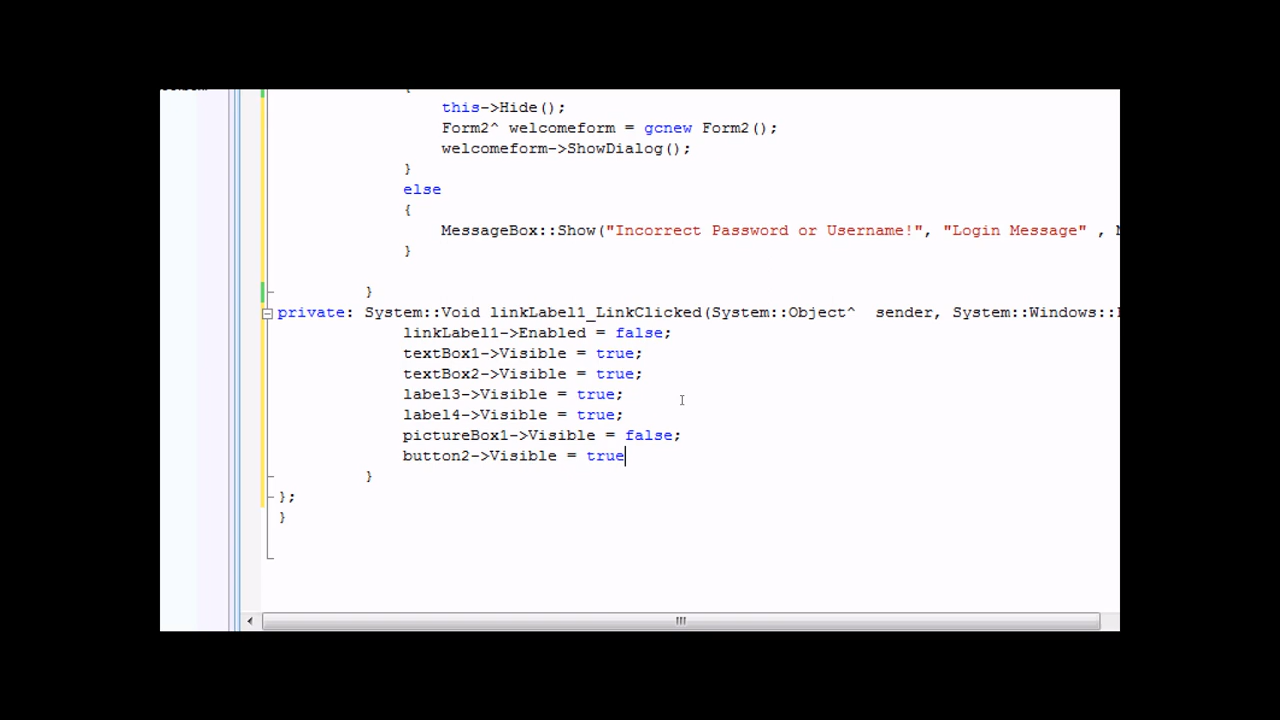 {
this->Hide();
Form2^ welcomeform = gcnew Form2();
welcomeform->ShowDialog();
}
else
{
MessageBox::Show("Incorrect Password or Username!", "Login Message" ,
}
}
private: System::Void linkLabel1_LinkClicked(System::Object^  sender, System::Windows::
linkLabel1->Enabled = false;
textBox1->Visible = true;
textBox2->Visible = true;
label3->Visible = true;
label4->Visible = true;
pictureBox1->Visible = false;
button2->Visible = true
}
};
}